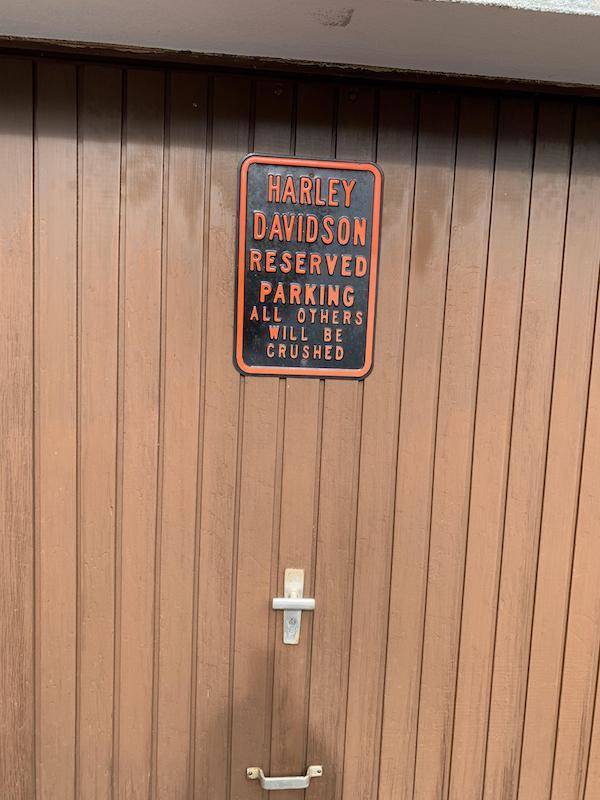 HARLEY
DAVIDSON
RESERVED
PARKING
ALL OTHERS
WILL BE
CRUSHED